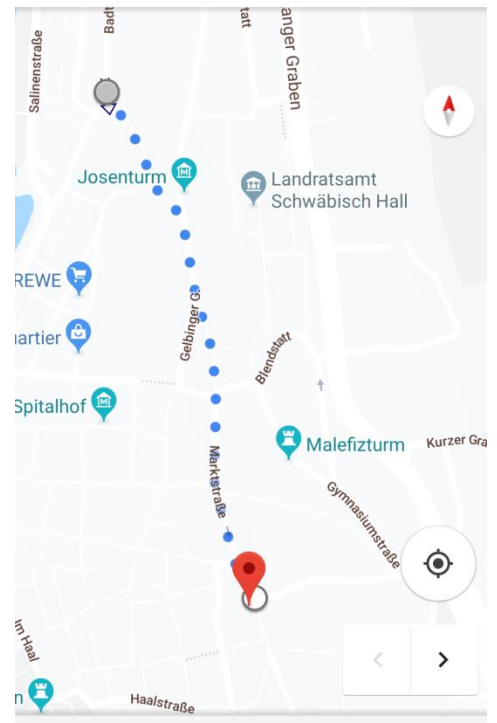 Salinenstraße
Badt
tatt
anger Graben
Josenturm
Landratsamt
Schwäbisch Hall
REWE
artier
Gelbinger G
Blendstatt
Spitalhof
Malefizturm
Kurzer Gra
Marktstraße
Gymnasiumstraße
Im Haal
n
Haalstraße